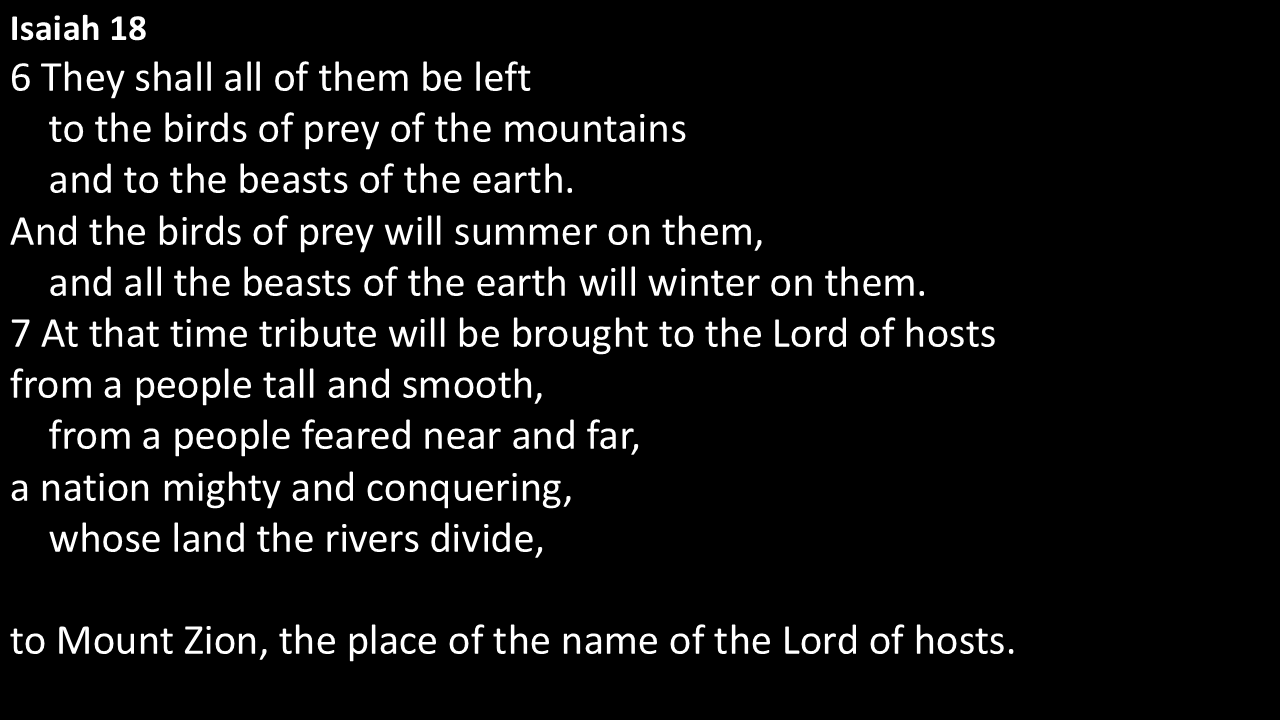 Isaiah 18
6 They shall all of them be left
to the birds of prey of the mountains
and to the beasts of the earth.
And the birds of prey will summer on them,
and all the beasts of the earth will winter on them.
7 At that time tribute will be brought to the Lord of hosts
from a people tall and smooth,
from a people feared near and far,
a nation mighty and conquering,
whose land the rivers divide,
to Mount Zion, the place of the name of the Lord of hosts.